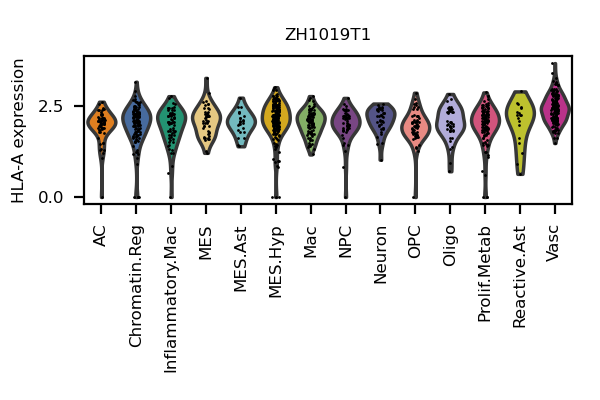 ZH1019T1
HLA-A expression
2.5
0.0
AC
Chromatin.Reg
Inflammatory.Mac
MES
MES.Ast
MES.Hyp
Mac
NPC
Neuron
OPC
Oligo
Prolif.Metab
Reactive.Ast
Vasc